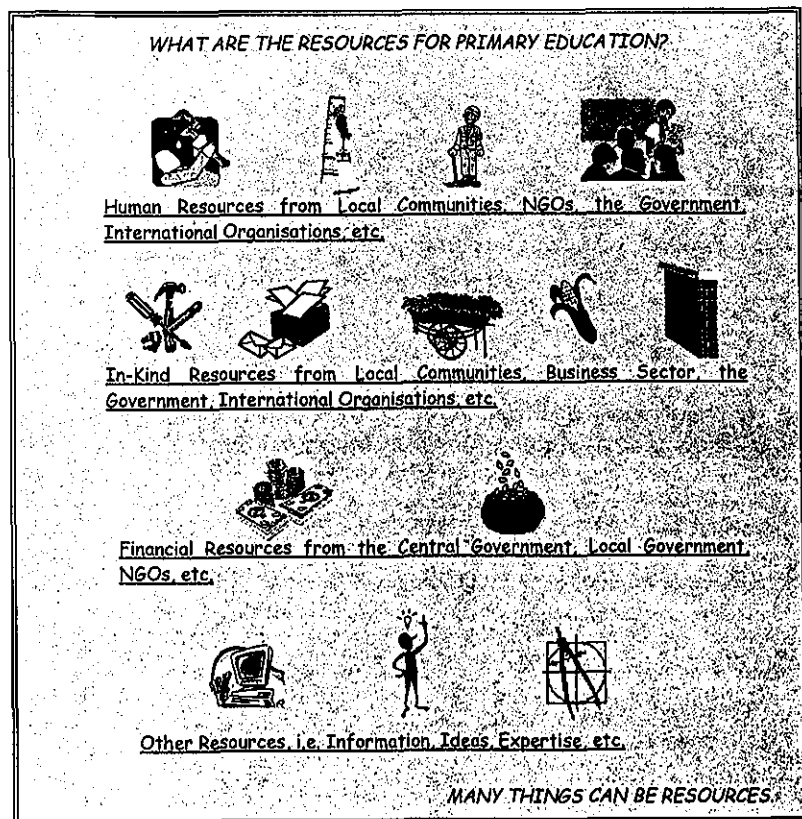 WHAT ARE THE RESOURCES FOR PRIMARY EDUCATION?
Human Resources from Local Communities, NGOs, the Government,
International Organisations, etc.
In-Kind Resources from Local Communities, Business Sector, the
Government, International Organisations, etc.
Financial Resources from the Central Government, Local Government,
NGOs, etc.
Other Resources, i.e. Information, Ideas, Expertise, etc.
MANY THINGS CAN BE RESOURCES.